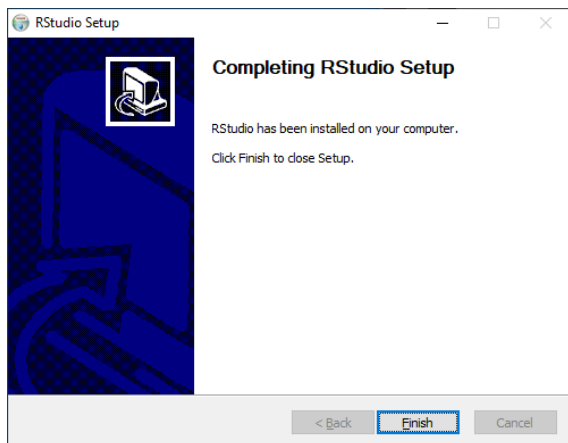 RStudio Setup
Completing RStudio Setup
RStudio has been installed on your computer.
Click Finish to close Setup.
< Back
Finish
Cancel